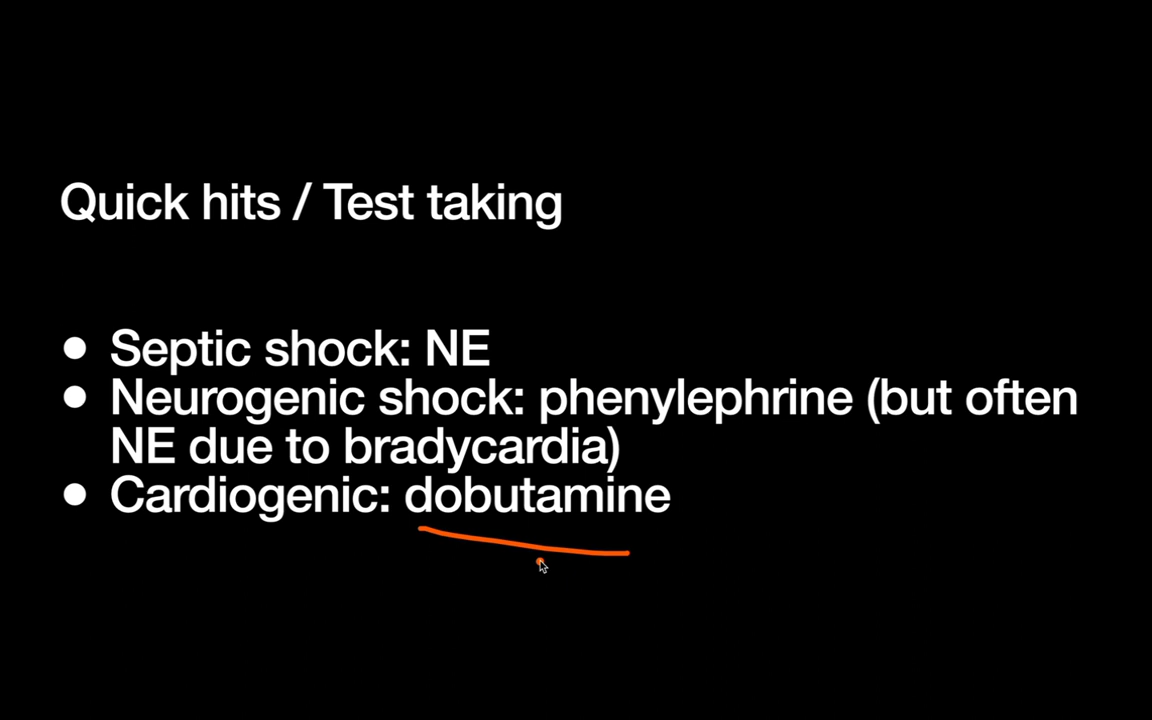 Quick hits / Test taking
● Septic shock: NE
● Neurogenic shock: phenylephrine (but often
NE due to bradycardia)
● Cardiogenic: dobutamine